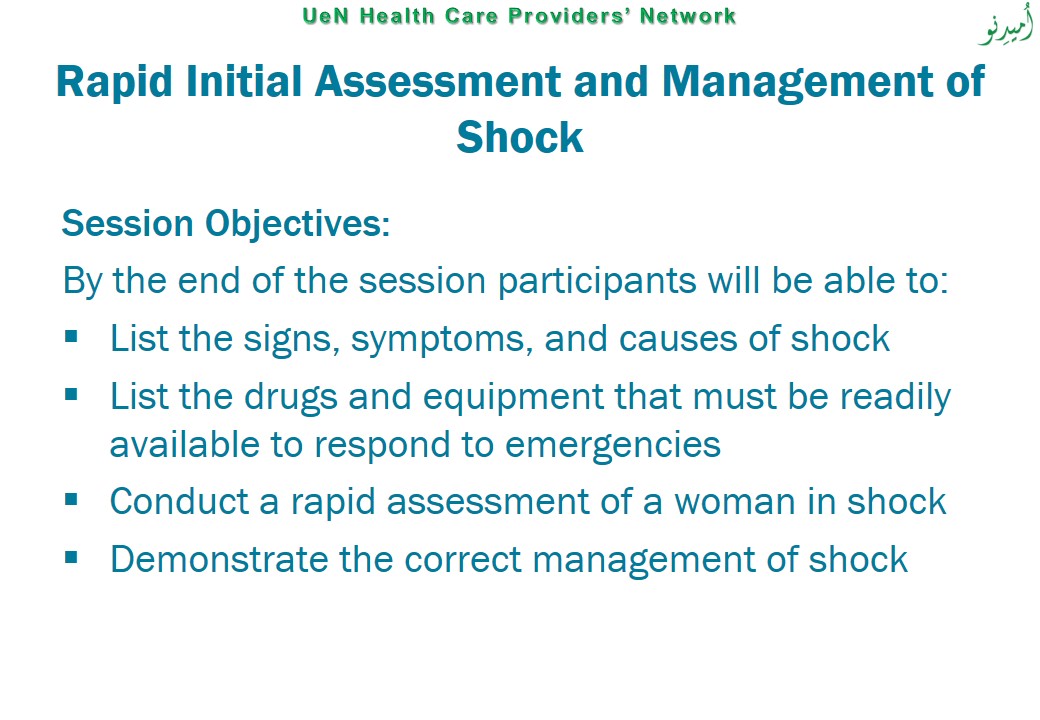 UeN Health Care Providers’ Network
اُميدِنو
Rapid Initial Assessment and Management of
Shock
Session Objectives:
By the end of the session participants will be able to:
▪ List the signs, symptoms, and causes of shock
▪ List the drugs and equipment that must be readily
available to respond to emergencies
▪ Conduct a rapid assessment of a woman in shock
▪ Demonstrate the correct management of shock